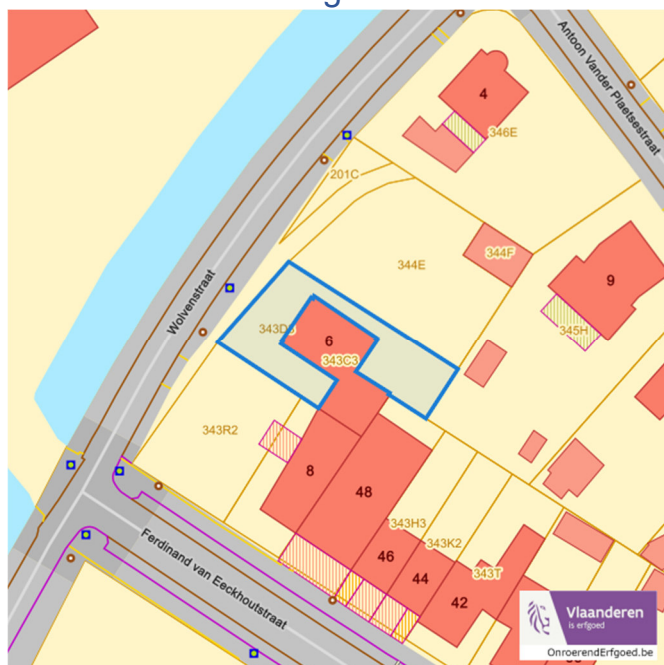 Antoon Vander Plaetsestraat
4
346E
201C
344E
344F
9
345H
Wolvenstraat
6
343C3
343R2
8
48
343H3
46
343K2
44
343T
42
Ferdinand van Eeckhoutstraat
Vlaanderen
is erfgoed
OnroerendErfgoed.be